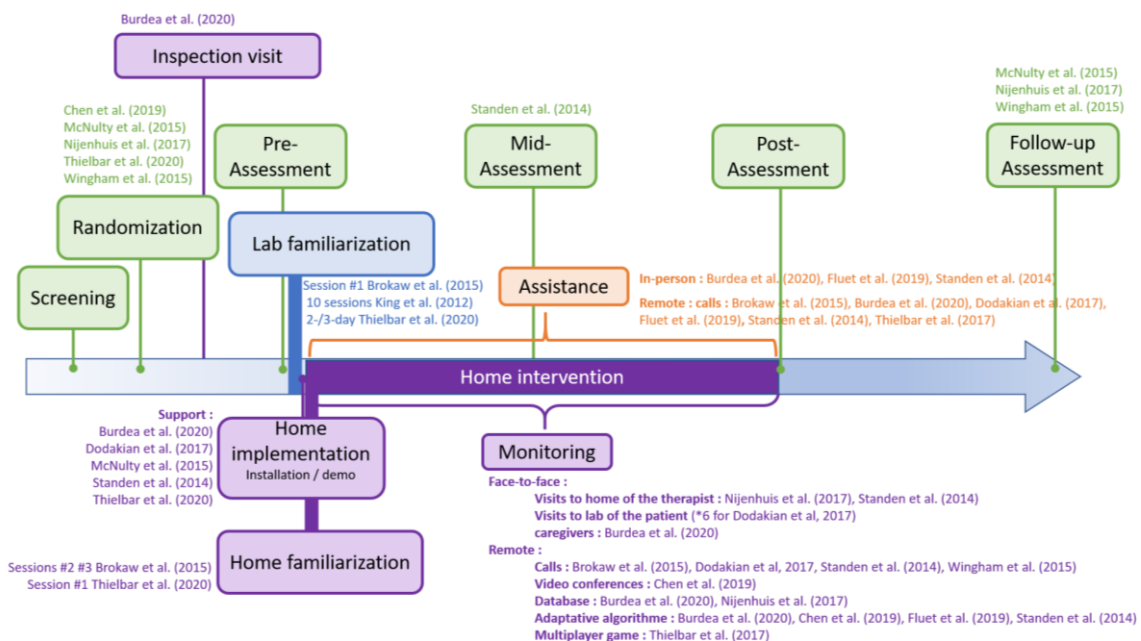 Burdea et al. (2020)
Inspection visit
Chen et al. (2019)
McNulty et al. (2015)
Nijenhuis et al. (2017)
Thielbar et al. (2020)
Wingham et al. (2015)
Randomization
Screening
Pre-
Assessment
Lab familiarization
Session #1 Brokaw et al. (2015)
10 sessions King et al. (2012)
2-/3-day Thielbar et al. (2020)
Standen et al. (2014)
Mid-
Assessment
Post-
Assessment
McNulty et al. (2015)
Nijenhuis et al. (2017)
Wingham et al. (2015)
Follow-up
Assessment
Assistance
In-person : Burdea et al. (2020), Fluet et al. (2019), Standen et al. (2014)
Remote : calls : Brokaw et al. (2015), Burdea et al. (2020), Dodakian et al. (2017),
Fluet et al. (2019), Standen et al. (2014), Thielbar et al. (2017)
Home intervention
Support :
Burdea et al. (2020)
Dodakian et al. (2017)
McNulty et al. (2015)
Standen et al. (2014)
Thielbar et al. (2020)
Home
implementation
Installation / demo
Sessions #2 #3 Brokaw et al. (2015)
Session #1 Thielbar et al. (2020)
Home familiarization
Monitoring
Face-to-face :
Visits to home of the therapist : Nijenhuis et al. (2017), Standen et al. (2014)
Visits to lab of the patient (*6 for Dodakian et al, 2017)
caregivers : Burdea et al. (2020)
Remote :
Calls : Brokaw et al. (2015), Dodakian et al, 2017, Standen et al. (2014), Wingham et al. (2015)
Video conferences : Chen et al. (2019)
Database : Burdea et al. (2020), Nijenhuis et al. (2017)
Adaptative algorithme : Burdea et al. (2020), Chen et al. (2019), Fluet et al. (2019), Standen et al. (2014)
Multiplayer game : Thielbar et al. (2017)